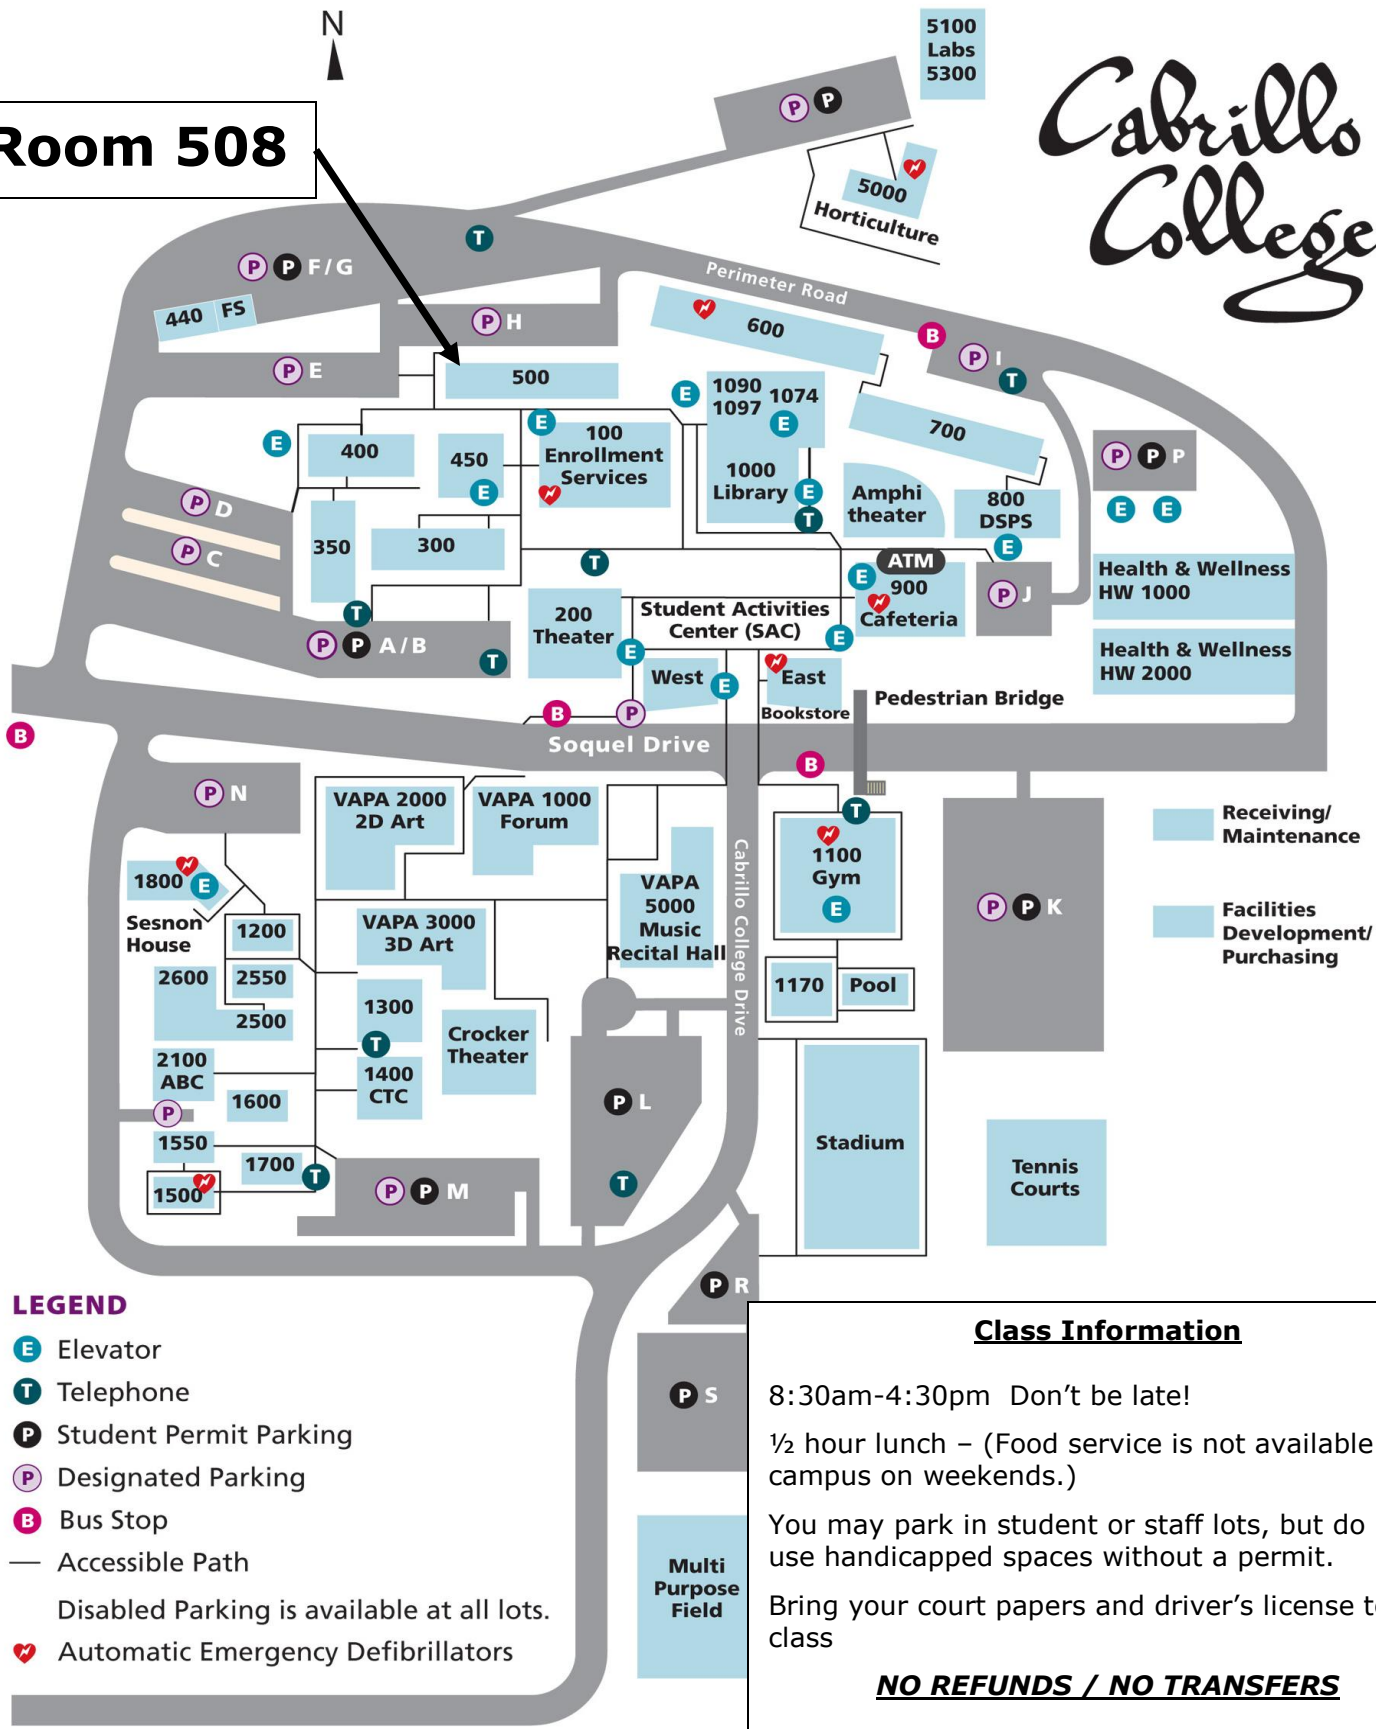 N
5100
Labs
5300
Cabrillo
College
Room 508
P P
5000
Horticulture
T
P P F/G
Perimeter Road
440 FS
P H
600
B
P I
T
P E
500
E
1090
1097
1074
E
700
E
400
450
E
E
100
Enrollment
Services
1000
Library
E
T
Amphi
theater
800
DSPS
E
P P P
E E
P D
P C
350
300
T
ATM
E
900
Cafeteria
P J
Health & Wellness
HW 1000
T
P P A/B
T
200
Theater
Student Activities
Center (SAC)
E
E
Health & Wellness
HW 2000
West
E
East
Bookstore
Pedestrian Bridge
B
B
P
Soquel Drive
B
P N
VAPA 2000
2D Art
VAPA 1000
Forum
T
Receiving/
Maintenance
1100
Gym
E
1800
E
Sesnon
House
VAPA
5000
Music
Recital Hall
Cabrillo College Drive
P P K
Facilities
Development/
Purchasing
1200
VAPA 3000
3D Art
2600
2550
2500
1300
T
Crocker
Theater
1170
Pool
2100
ABC
1400
CTC
1600
P
P L
1550
1700
T
1500
P P M
T
Stadium
Tennis
Courts
P R
LEGEND
E Elevator
T Telephone
P Student Permit Parking
P Designated Parking
B Bus Stop
Accessible Path
Disabled Parking is available at all lots.
Automatic Emergency Defibrillators
P S
Multi
Purpose
Field
Class Information
8:30am-4:30pm Don't be late!
½ hour lunch – (Food service is not available
campus on weekends.)
You may park in student or staff lots, but do
use handicapped spaces without a permit.
Bring your court papers and driver's license
class
NO REFUNDS / NO TRANSFERS